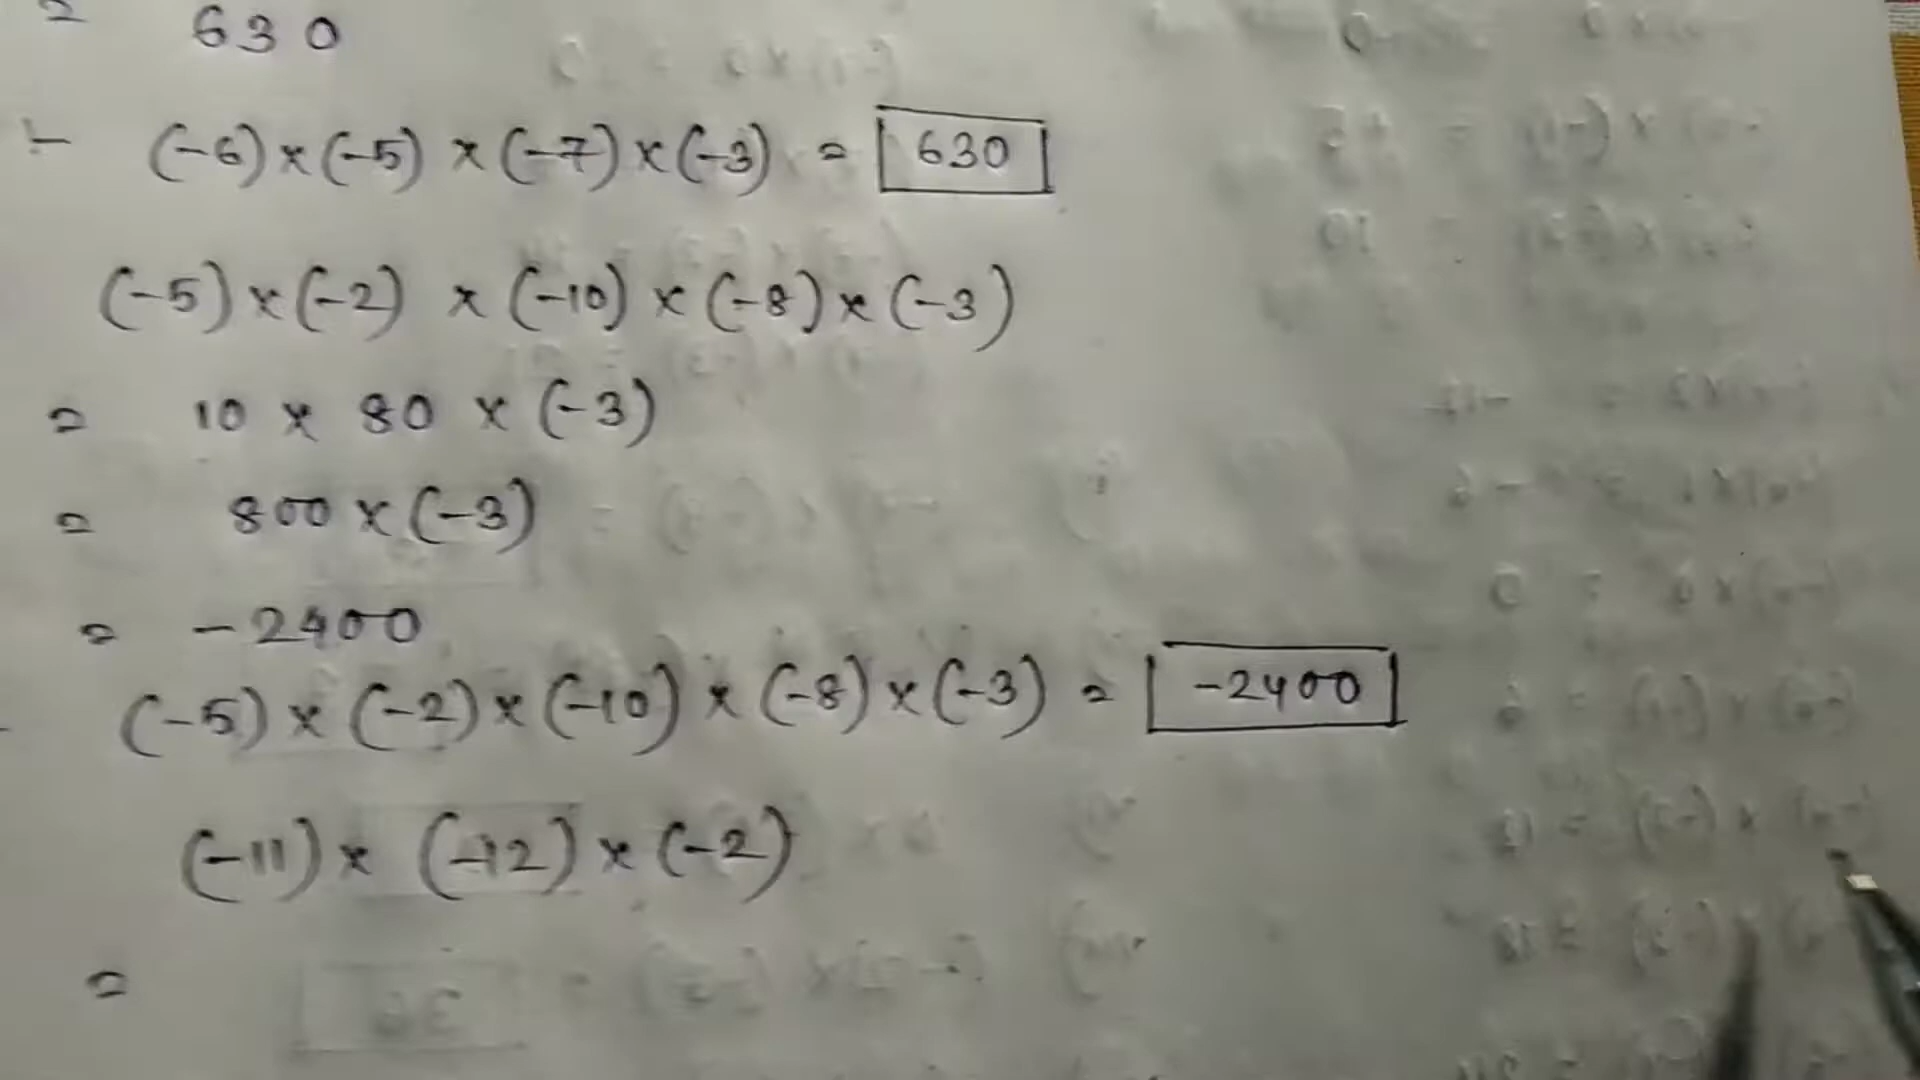 = 630
- (-6) × (-5) × (-7) × (-3) = 630
(-5) × (-2) × (-10) × (-8) × (-3)
= 10 × 80 × (-3)
= 800 × (-3)
= -2400
(-5) × (-2) × (-10) × (-8) × (-3) = -2400
(-11) × (-12) × (-2)
=